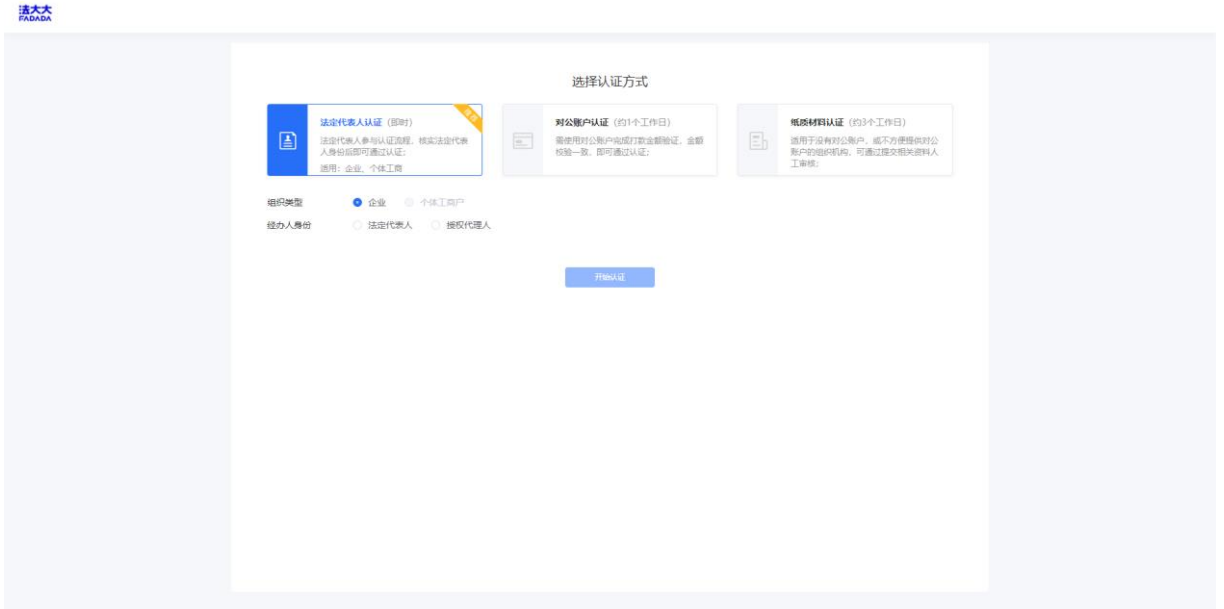 法大大
FADADA
选择认证方式
法定代表人认证（即时）
推荐
法定代表人参与认证流程，核实法定代表
人身份后即可通过认证；
适用：企业、个体工商
对公账户认证（约1个工作日）
需使用对公账户完成打款金额验证，金额
校验一致，即可通过认证；
纸质材料认证（约3个工作日）
适用于没有对公账户，或不方便提供对公
账户的组织机构，可通过提交相关资料人
工审核；
组织类型 企业 个体工商户
经办人身份 法定代表人 授权代理人
开始认证